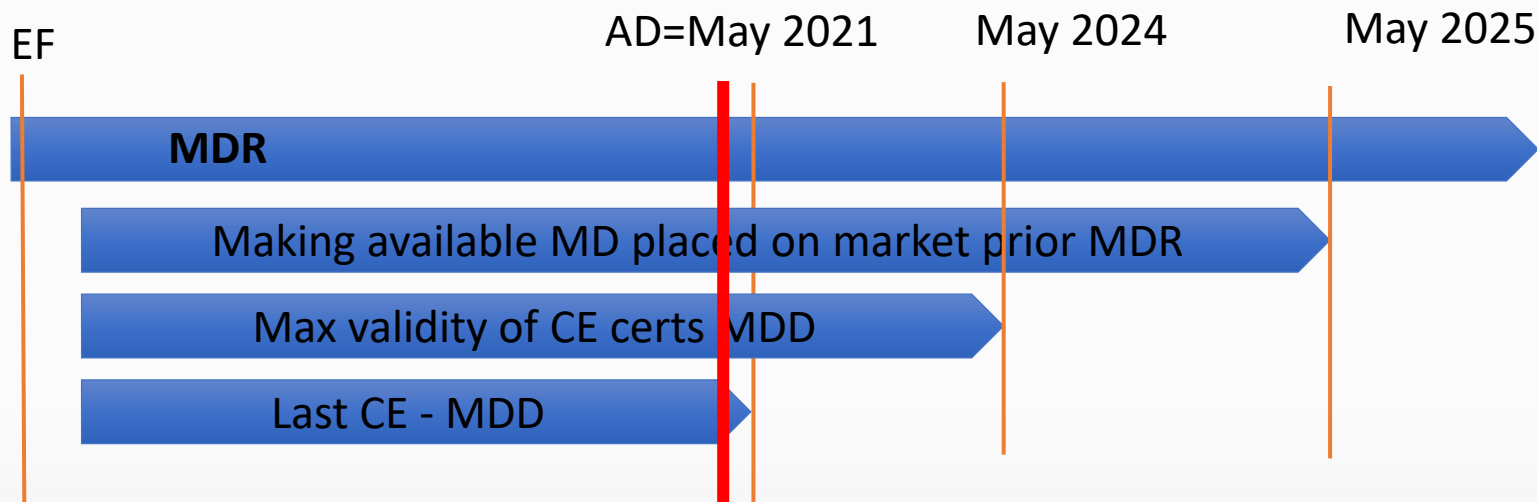 EF
AD=May 2021
May 2024
May 2025
MDR
Making available MD placed on market prior MDR
Max validity of CE certs MDD
Last CE - MDD